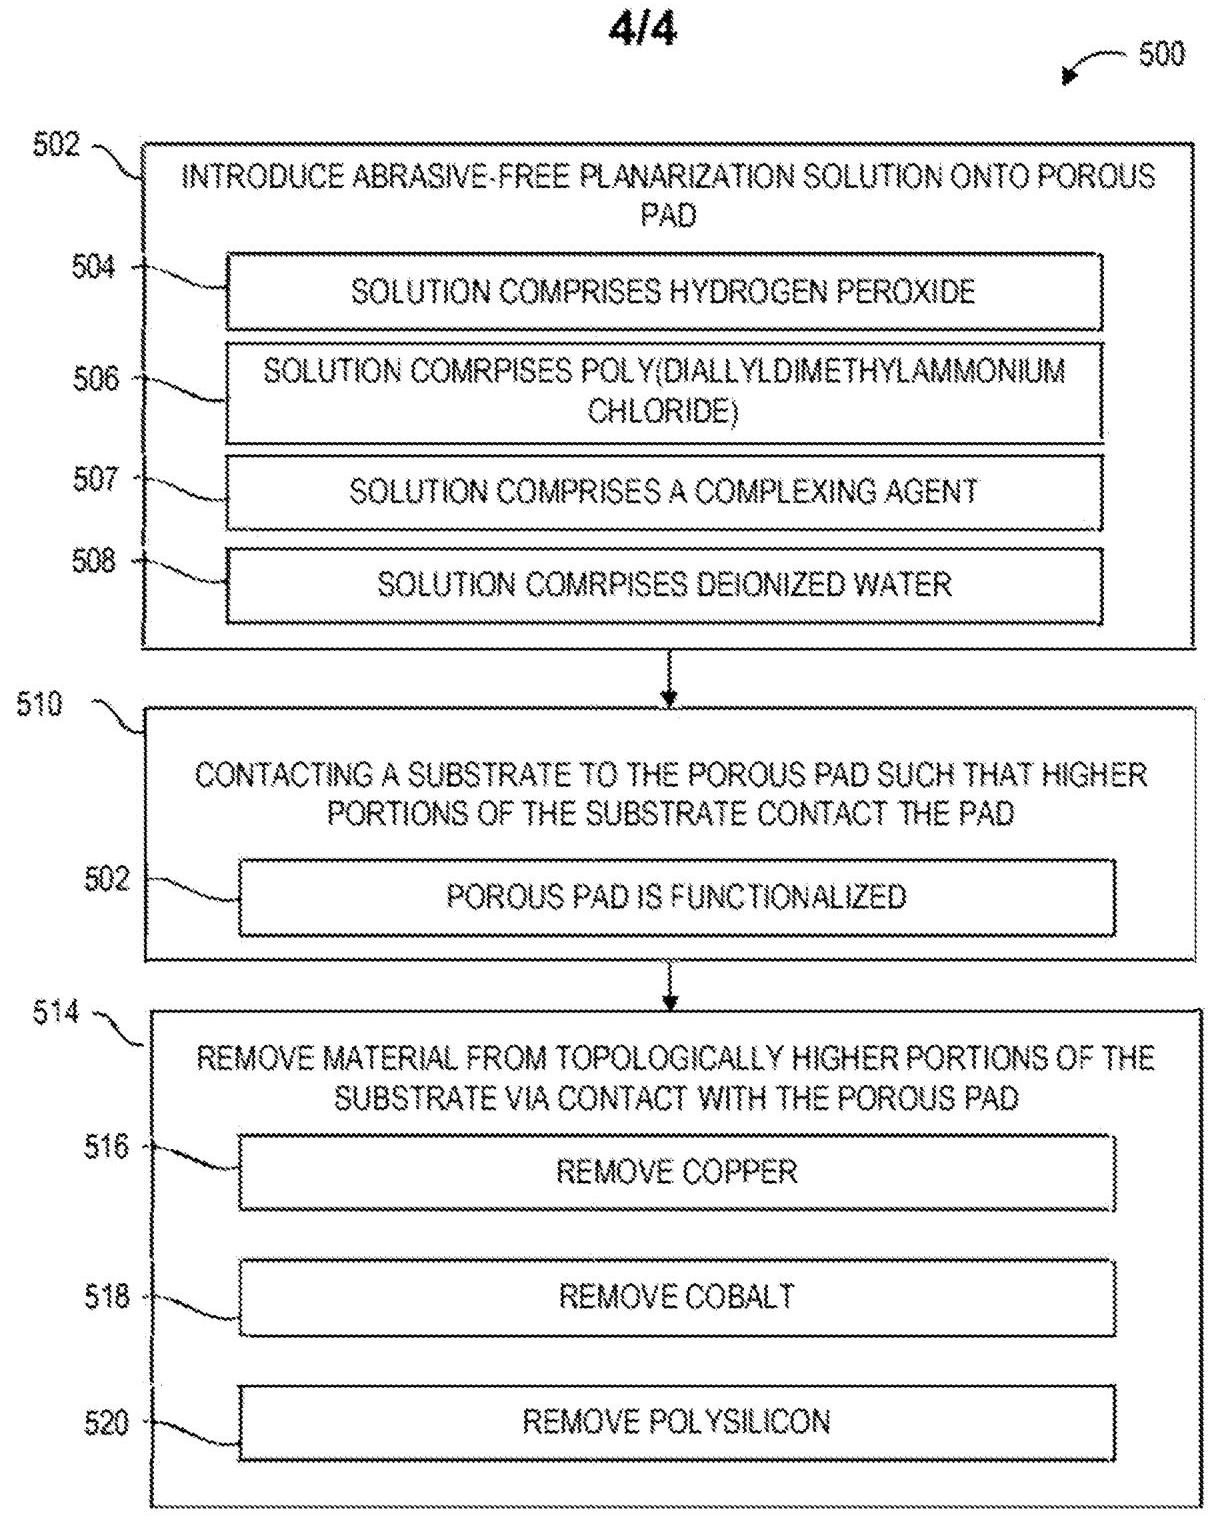 4/4
500
502
INTRODUCE ABRASIVE-FREE PLANARIZATION SOLUTION ONTO POROUS
PAD
504
SOLUTION COMPRISES HYDROGEN PEROXIDE
506
SOLUTION COMRPISES POLY(DIALLYLDIMETHYLAMMONIUM
CHLORIDE)
507
SOLUTION COMPRISES A COMPLEXING AGENT
508
SOLUTION COMRPISES DEIONIZED WATER
510
CONTACTING A SUBSTRATE TO THE POROUS PAD SUCH THAT HIGHER
PORTIONS OF THE SUBSTRATE CONTACT THE PAD
502
POROUS PAD IS FUNCTIONALIZED
514
REMOVE MATERIAL FROM TOPOLOGICALLY HIGHER PORTIONS OF THE
SUBSTRATE VIA CONTACT WITH THE POROUS PAD
516
REMOVE COPPER
518
REMOVE COBALT
520
REMOVE POLYSILICON